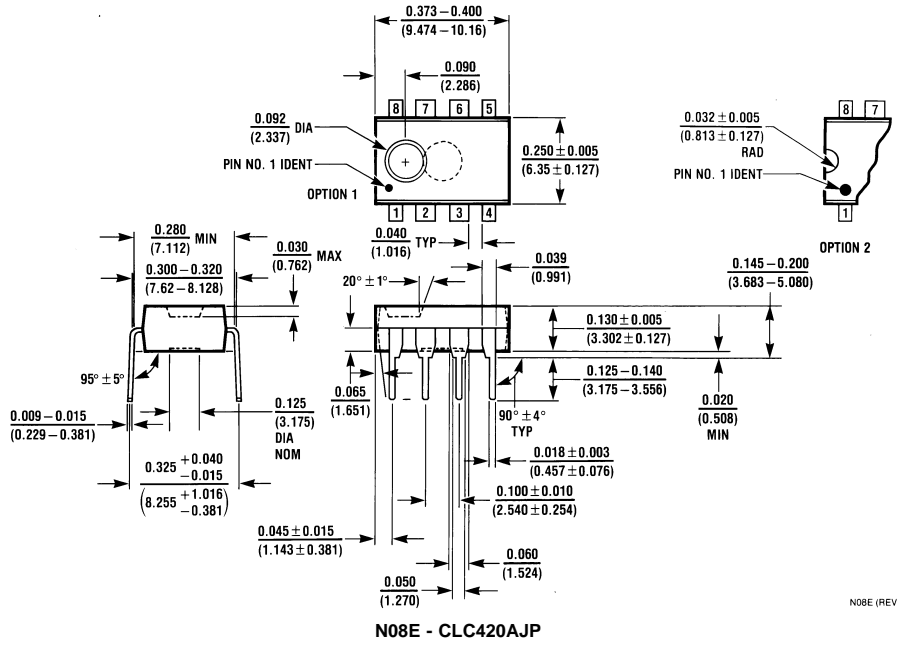 0.373 – 0.400
(9.474 – 10.16)
0.090
(2.286)
8 7 6 5
0.092 DIA
(2.337)
PIN NO. 1 IDENT
OPTION 1
1 2 3 4
0.250 ± 0.005
(6.35 ± 0.127)
8 7
0.032 ± 0.005
(0.813 ± 0.127)
RAD
PIN NO. 1 IDENT
1
OPTION 2
0.280 MIN
(7.112)
0.300 – 0.320
(7.62 – 8.128)
0.030 MAX
(0.762)
0.040 TYP
(1.016)
0.039
(0.991)
20° ± 1°
0.145 – 0.200
(3.683 – 5.080)
0.130 ± 0.005
(3.302 ± 0.127)
95° ± 5°
0.009 – 0.015
(0.229 – 0.381)
0.125
(3.175)
DIA
NOM
0.065
(1.651)
90° ± 4°
TYP
0.125 – 0.140
(3.175 – 3.556)
0.020
(0.508)
MIN
0.325 + 0.040
– 0.015
(8.255 + 1.016
– 0.381)
0.018 ± 0.003
(0.457 ± 0.076)
0.100 ± 0.010
(2.540 ± 0.254)
0.045 ± 0.015
(1.143 ± 0.381)
0.060
(1.524)
0.050
(1.270)
N08E (REV
N08E - CLC420AJP